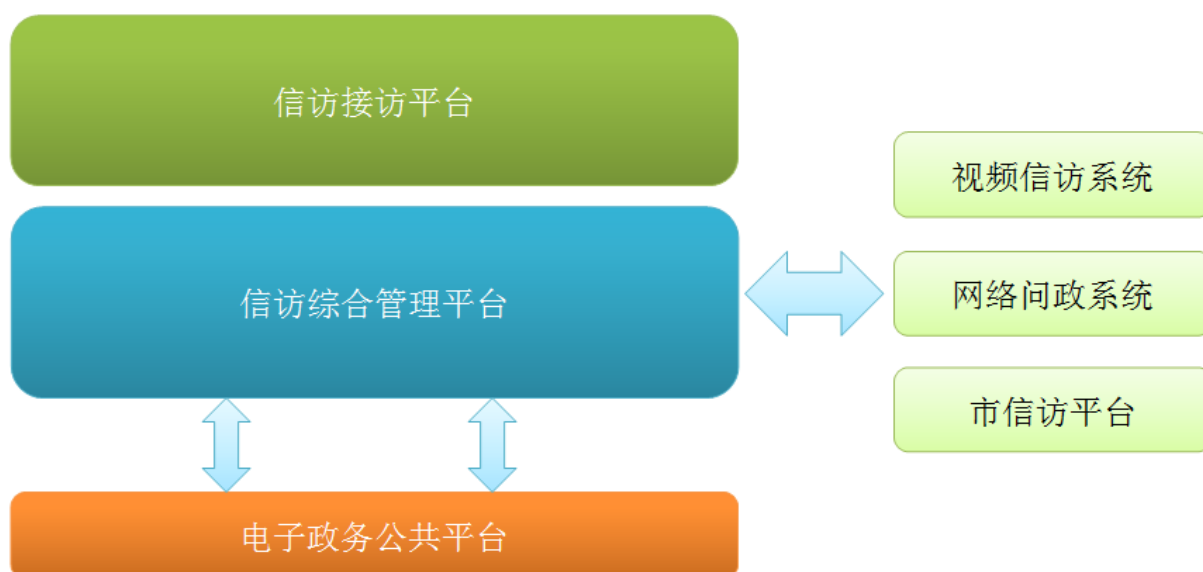 信访接访平台
信访综合管理平台
电子政务公共平台
视频信访系统
网络问政系统
市信访平台